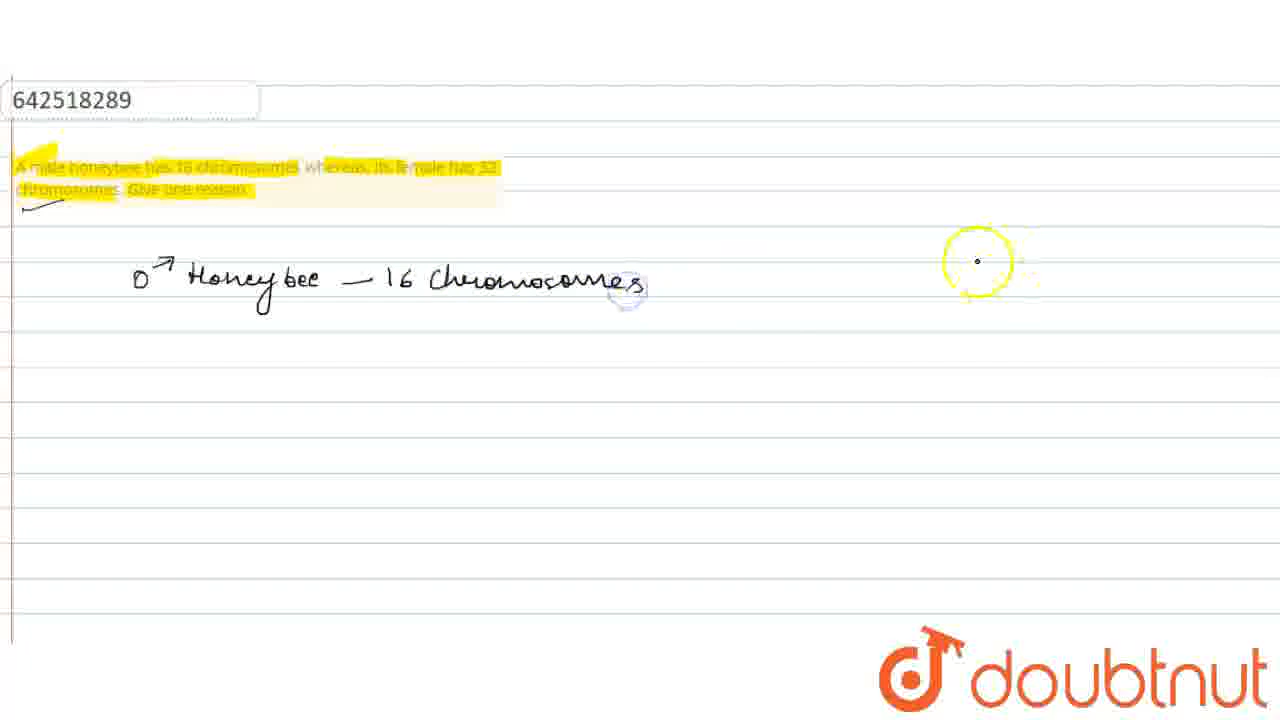 642518289
A male honeybee has 16 chromosomes whereas, its female has 32
chromosomes. Give one reason.
O→ Honeybee — 16 Chromosomes
doubtnut